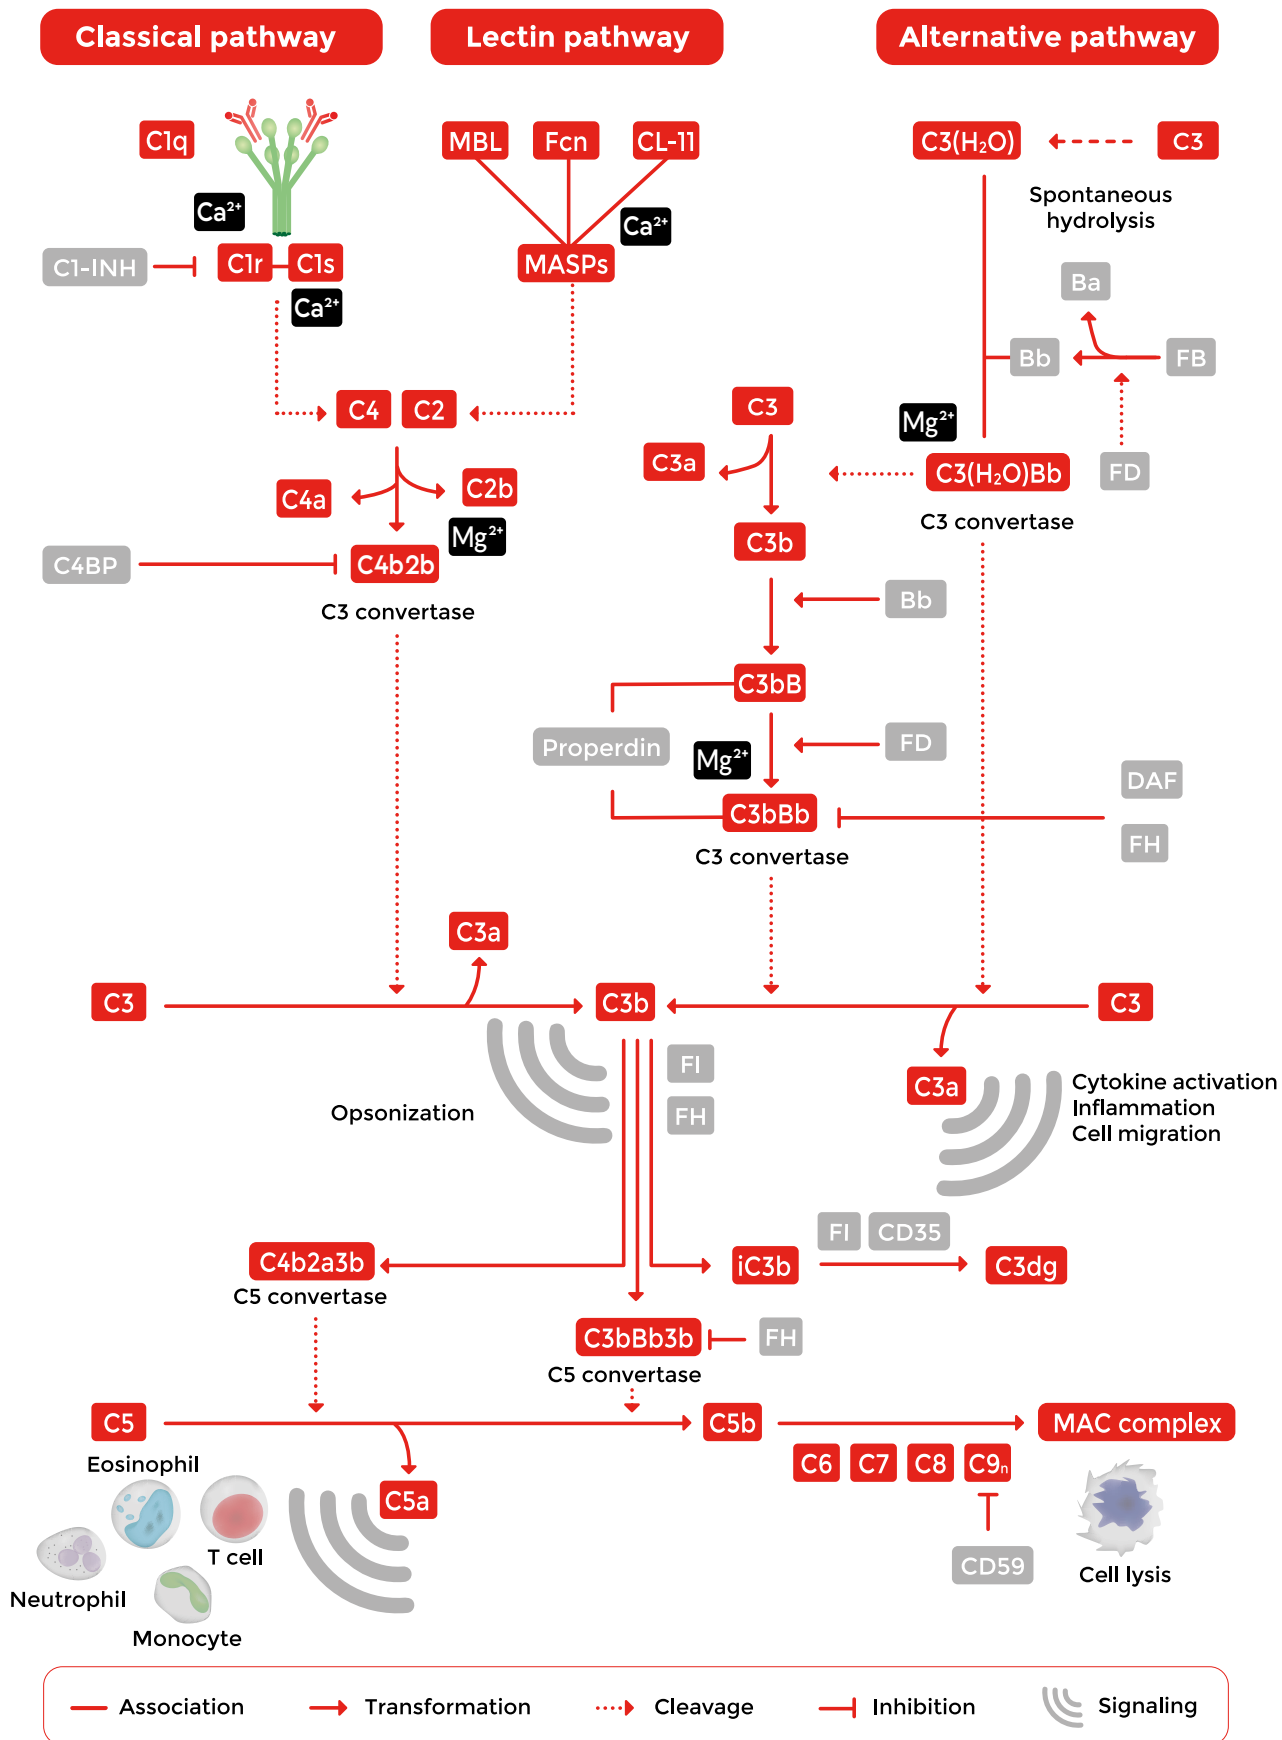 Classical pathway
Lectin pathway
Alternative pathway
C1q
MBL
Fcn
CL-11
C3(H₂O)
C3
Spontaneous
hydrolysis
Ca²⁺
Ca²⁺
C1-INH
C1r
C1s
MASPs
Ca²⁺
Ba
Bb
FB
C4
C2
C3
Mg²⁺
C3a
C3(H₂O)Bb
FD
C3 convertase
C4a
C2b
Mg²⁺
C3b
C4BP
C4b2b
C3 convertase
Bb
C3bB
Properdin
FD
Mg²⁺
DAF
C3bBb
FH
C3 convertase
C3a
C3
C3b
C3
FI
FH
Opsonization
C3a
Cytokine activation
Inflammation
Cell migration
FI
CD35
C4b2a3b
C5 convertase
iC3b
C3dg
C3bBb3b
FH
C5 convertase
C5
C5b
MAC complex
C6
C7
C8
C9ₙ
Eosinophil
C5a
T cell
Neutrophil
Monocyte
CD59
Cell lysis
Association
Transformation
Cleavage
Inhibition
Signaling